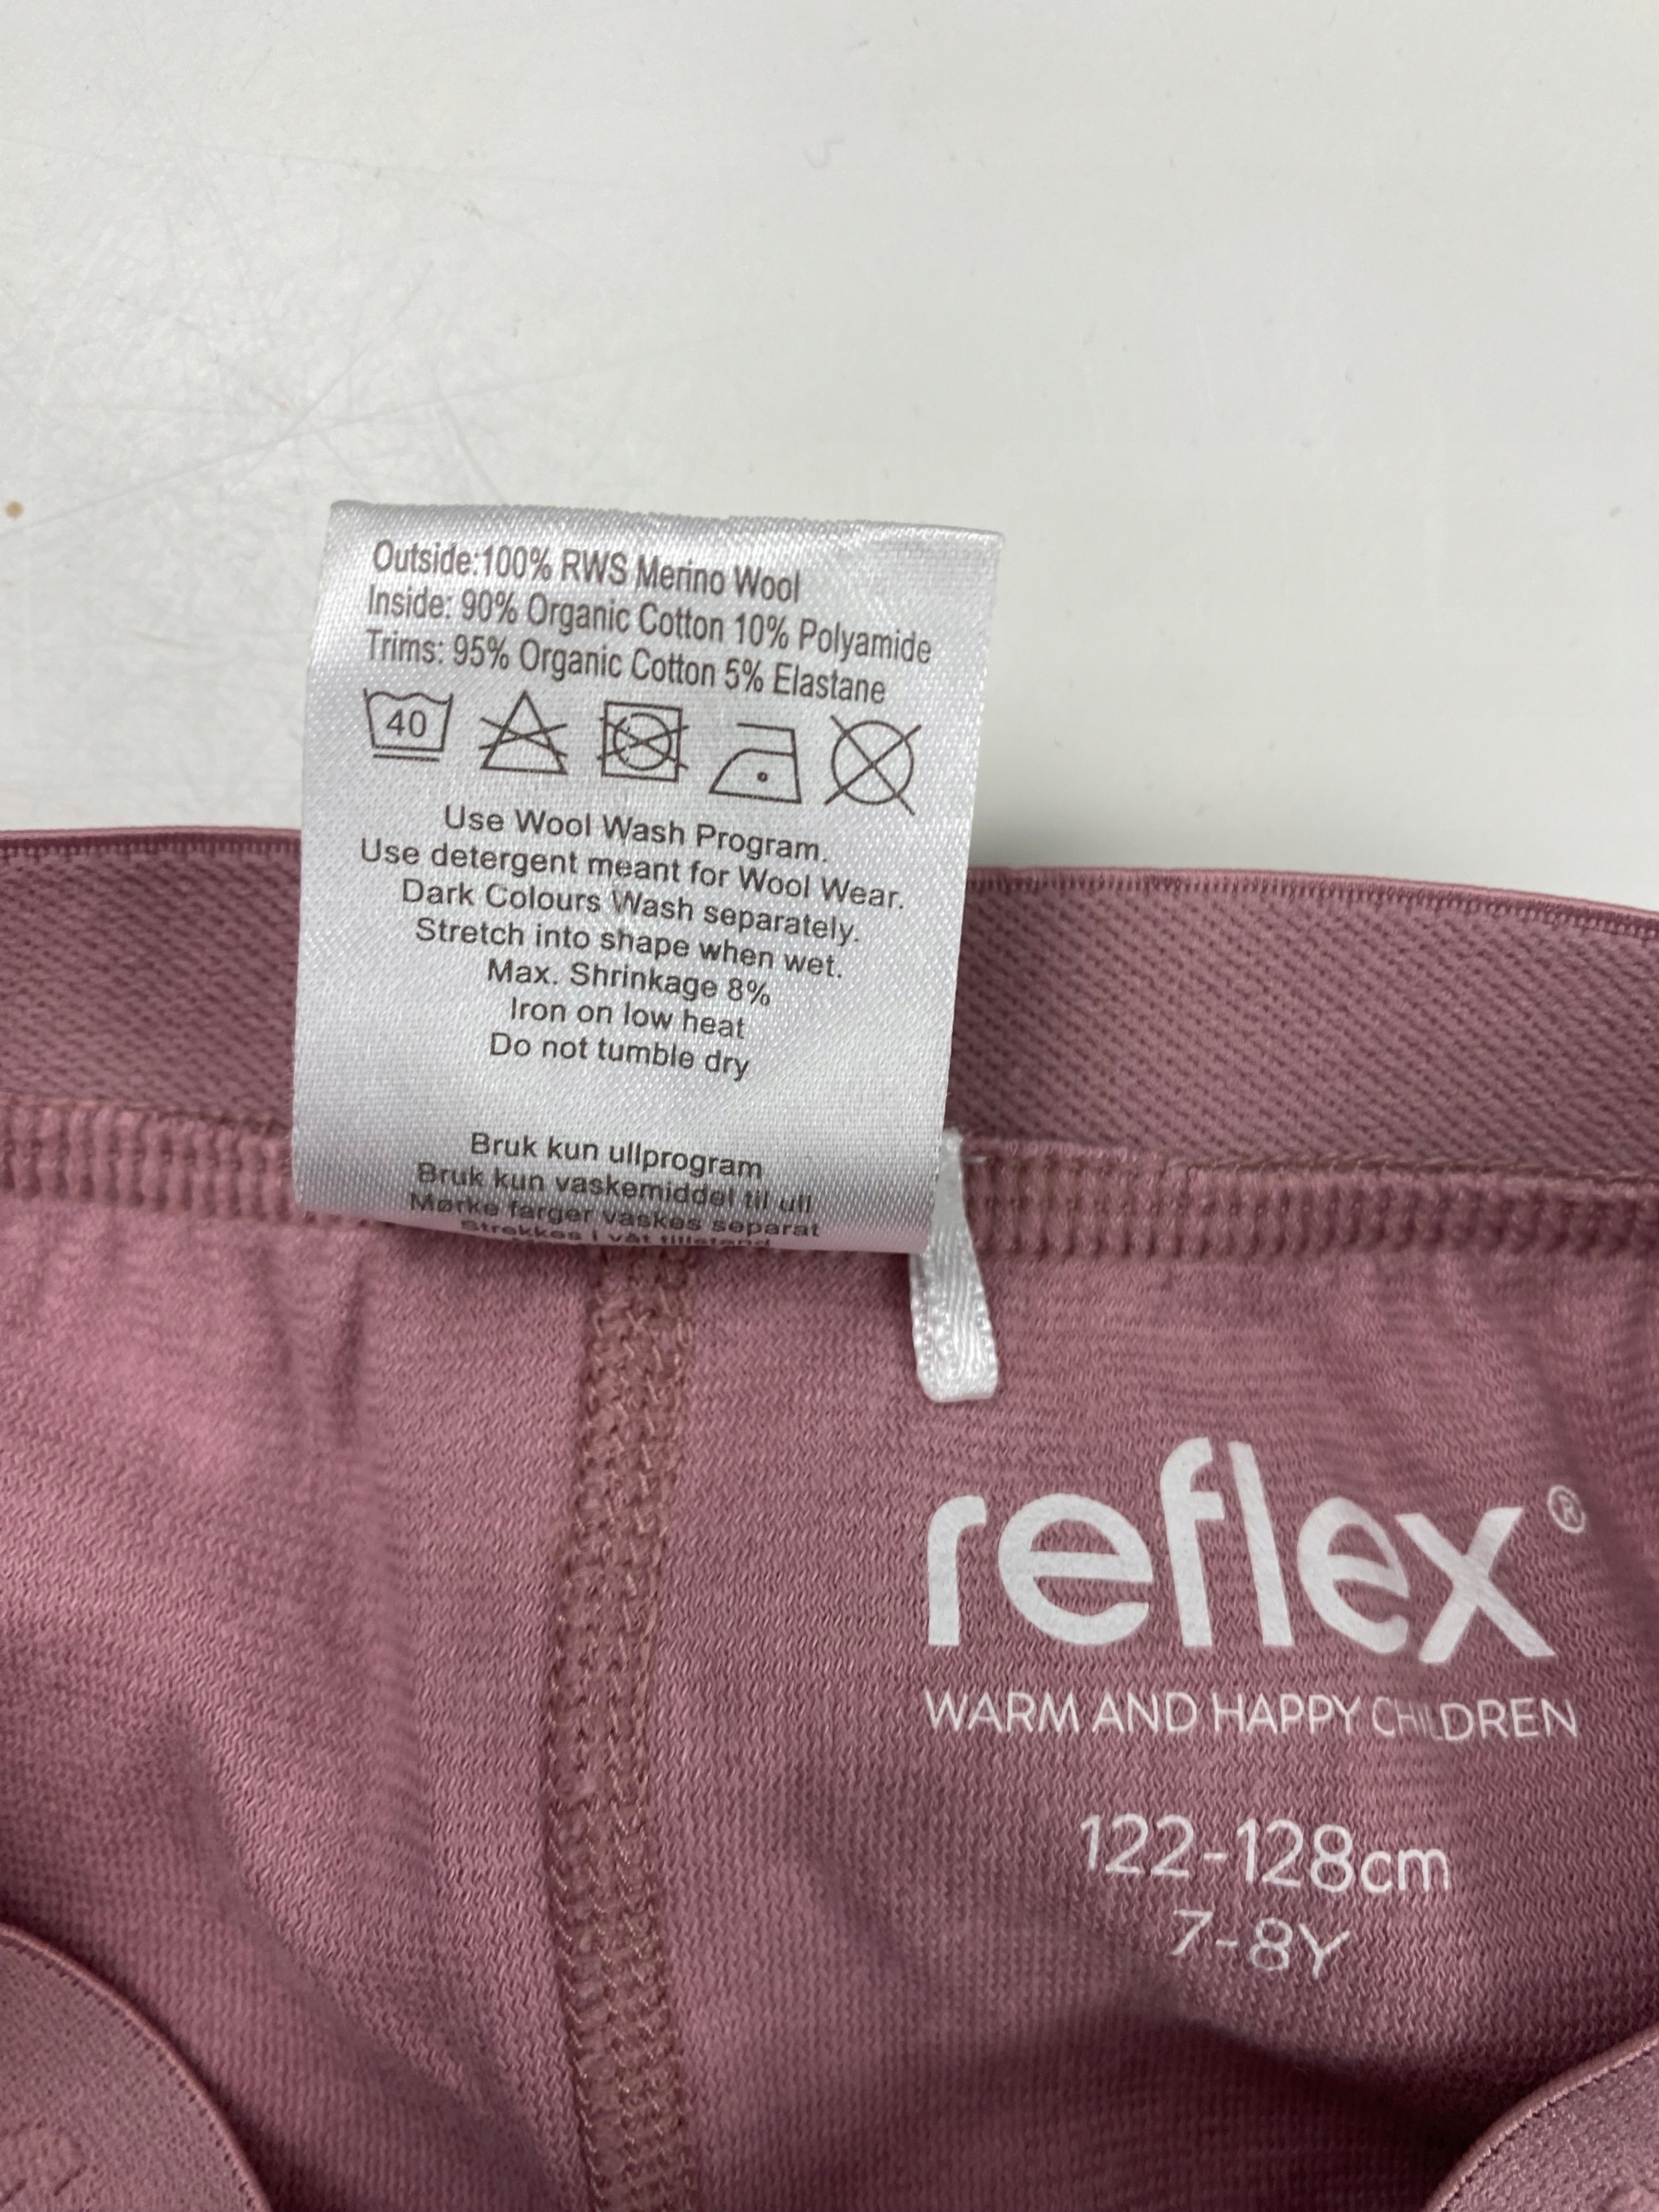 Outside:100% RWS Merino Wool
Inside: 90% Organic Cotton 10% Polyamide
Trims: 95% Organic Cotton 5% Elastane
40
Use Wool Wash Program.
Use detergent meant for Wool Wear.
Dark Colours Wash separately.
Stretch into shape when wet.
Max. Shrinkage 8%
Iron on low heat
Do not tumble dry
Bruk kun ullprogram
Bruk kun vaskemiddel til ull
Mørke farger vaskes separat
Strekkes i våt tillstand
reflex®
WARM AND HAPPY CHILDREN
122-128cm
7-8Y